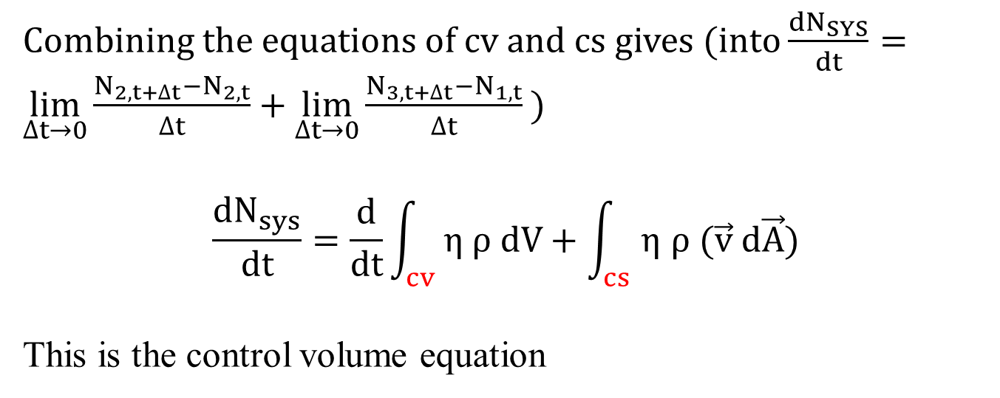 Combining the equations of cv and cs gives (into dN_SYS/dt =
lim_{Δt→0} (N_{2,t+Δt}−N_{2,t})/Δt + lim_{Δt→0} (N_{3,t+Δt}−N_{1,t})/Δt )
dN_sys/dt = d/dt ∫_cv η ρ dV + ∫_cs η ρ (v⃗ dA⃗)
This is the control volume equation